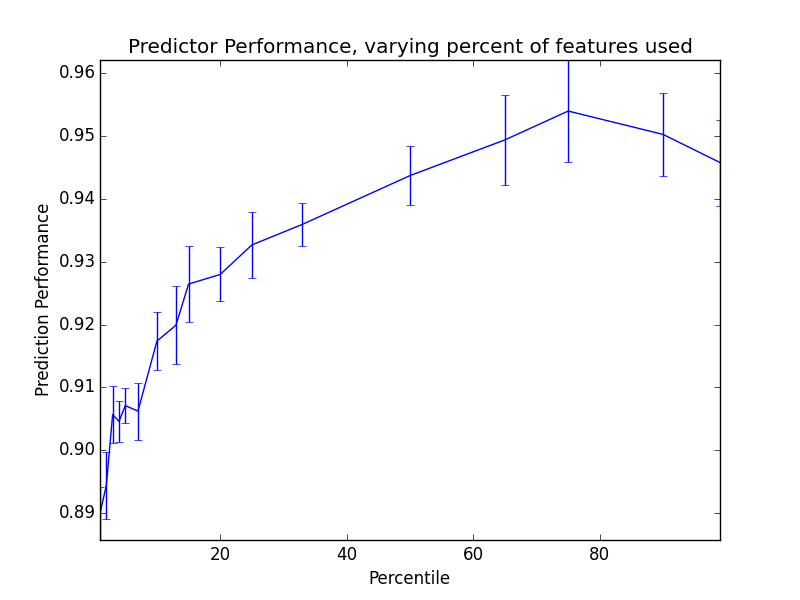 Predictor Performance, varying percent of features used
0.96
0.95
0.94
0.93
0.92
0.91
0.90
0.89
Prediction Performance
20 40 60 80
Percentile